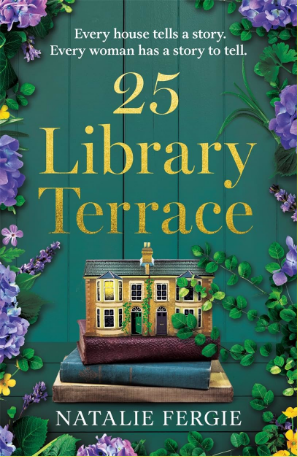 Every house tells a story.
Every woman has a story to tell.
25
Library
Terrace
NATALIE FERGIE